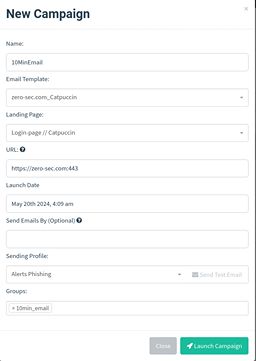 New Campaign
×
Name:
10MinEmail
Email Template:
zero-sec.com_Catpuccin
Landing Page:
Login page // Catpuccin
URL:
https://zero-sec.com:443
Launch Date
May 20th 2024, 4:09 am
Send Emails By (Optional)
Sending Profile:
Alerts Phishing
Send Test Email
Groups:
× 10min_email
Close
Launch Campaign